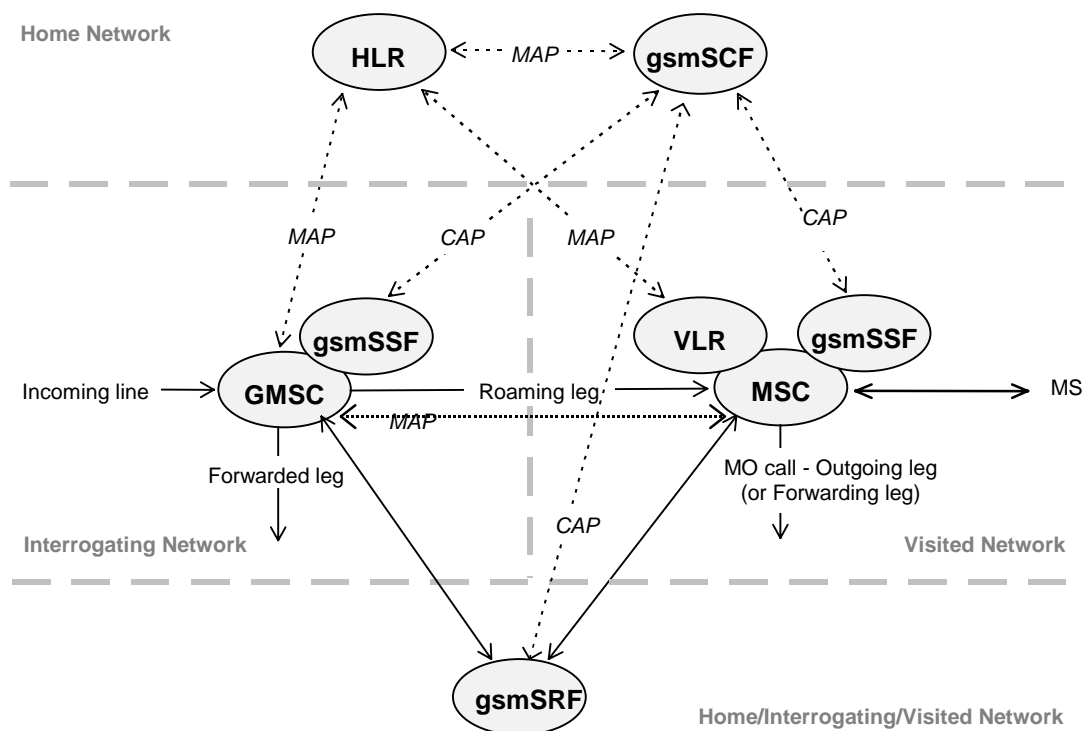 Home Network
HLR
MAP
gsmSCF
MAP
CAP
MAP
CAP
gsmSSF
VLR
gsmSSF
Incoming line
GMSC
Roaming leg
MSC
MS
MAP
Forwarded leg
MO call - Outgoing leg
(or Forwarding leg)
CAP
Interrogating Network
Visited Network
gsmSRF
Home/Interrogating/Visited Network